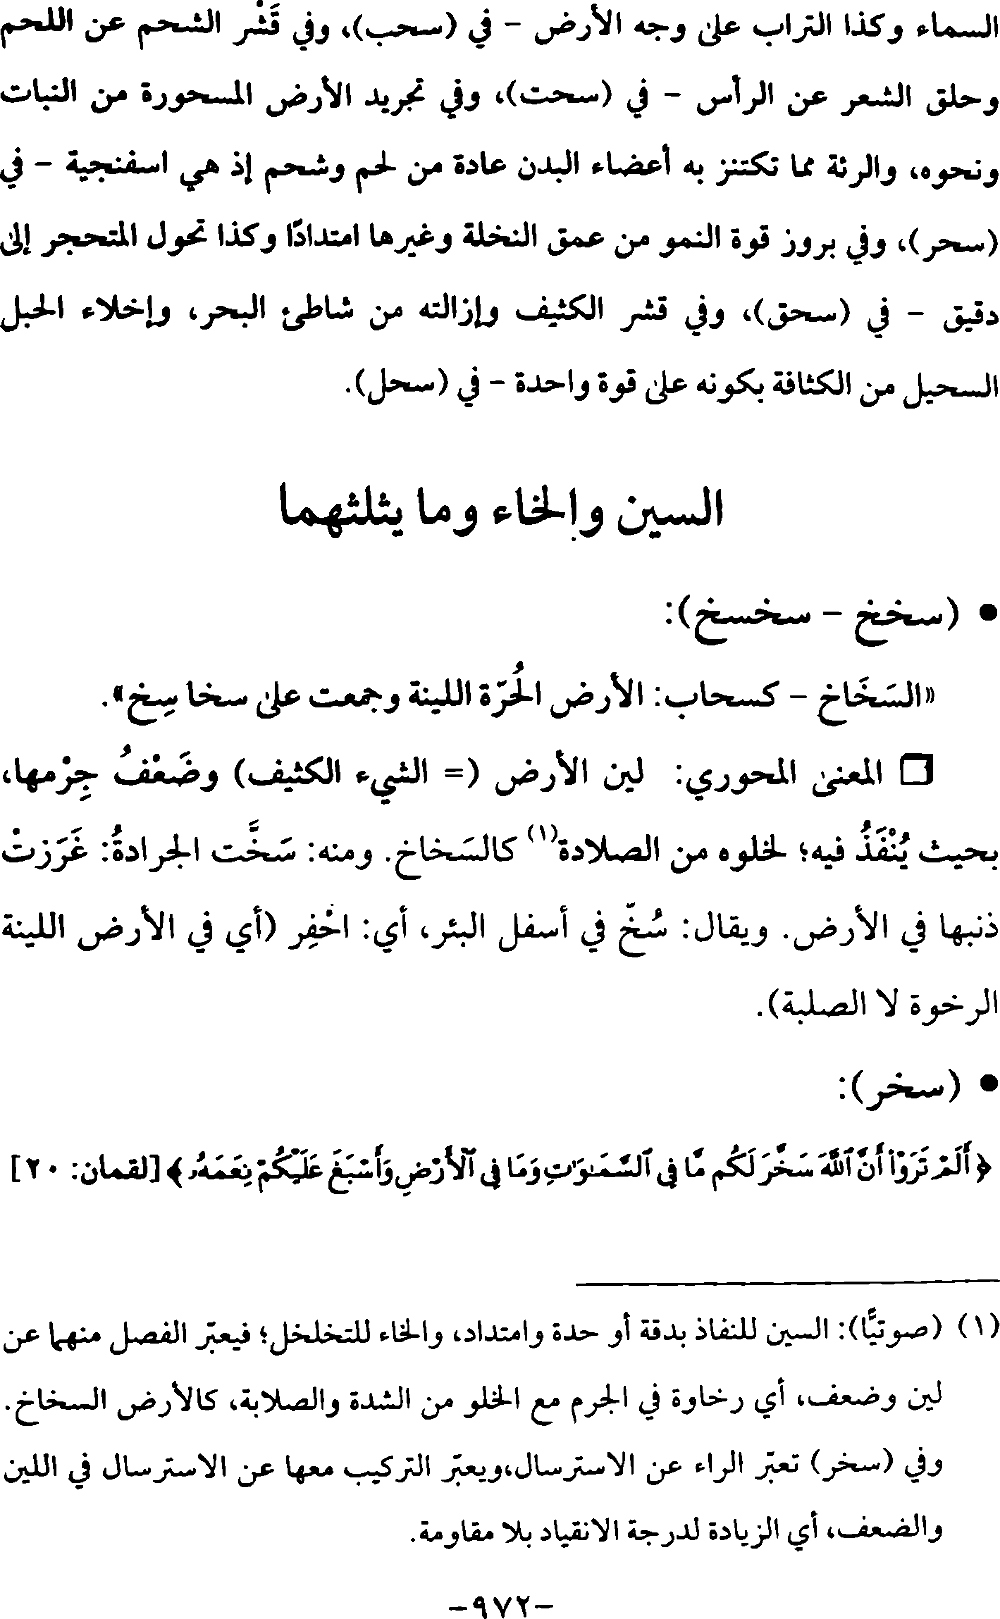 السماء وكذا التراب على وجه الأرض - في (سحب)، وفي قَشْر الشحم عن اللحم
وحلق الشعر عن الرأس - في (سحت)، وفي تجريد الأرض المسحورة من النبات
ونحوه، والرئة مما تكتنز به أعضاء البدن عادة من لحم وشحم إذ هي اسفنجية - في
(سحر)، وفي بروز قوة النمو من عمق النخلة وغيرها امتدادًا وكذا تحول المتحجر إلى
دقيق - في (سحق)، وفي قشر الكثيف وإزالته من شاطئ البحر، وإخلاء الحبل
السحيل من الكثافة بكونه على قوة واحدة - في (سحل).
السين والخاء وما يثلثهما
• (سخخ - سخسخ):
«السَخَاخ - كسحاب: الأرض الحُرّة اللينة وجمعت على سخا سِخ».
❒ المعنى المحوري: لين الأرض (= الشيء الكثيف) وضَعْفُ جِرْمها،
بحيث يُنْفَذُ فيه؛ لخلوه من الصلادة(١) كالسَخاخ. ومنه: سَخَّت الجرادةُ: غَرَزتْ
ذنبها في الأرض. ويقال: سُخّ في أسفل البئر، أي: احْفِر (أي في الأرض اللينة
الرخوة لا الصلبة).
• (سخر):
﴿أَلَمْ تَرَوْا۟ أَنَّ ٱللَّهَ سَخَّرَ لَكُم مَّا فِى ٱلسَّمَـٰوَٰتِ وَمَا فِى ٱلْأَرْضِ وَأَسْبَغَ عَلَيْكُمْ نِعَمَهُۥ﴾ [لقمان: ٢٠]
(١) (صوتيًّا): السين للنفاذ بدقة أو حدة وامتداد، والخاء للتخلخل؛ فيعبّر الفصل منهما عن
لين وضعف، أي رخاوة في الجرم مع الخلو من الشدة والصلابة، كالأرض السخاخ.
وفي (سخر) تعبّر الراء عن الاسترسال،ويعبّر التركيب معها عن الاسترسال في اللين
والضعف، أي الزيادة لدرجة الانقياد بلا مقاومة.
-٩٧٢-